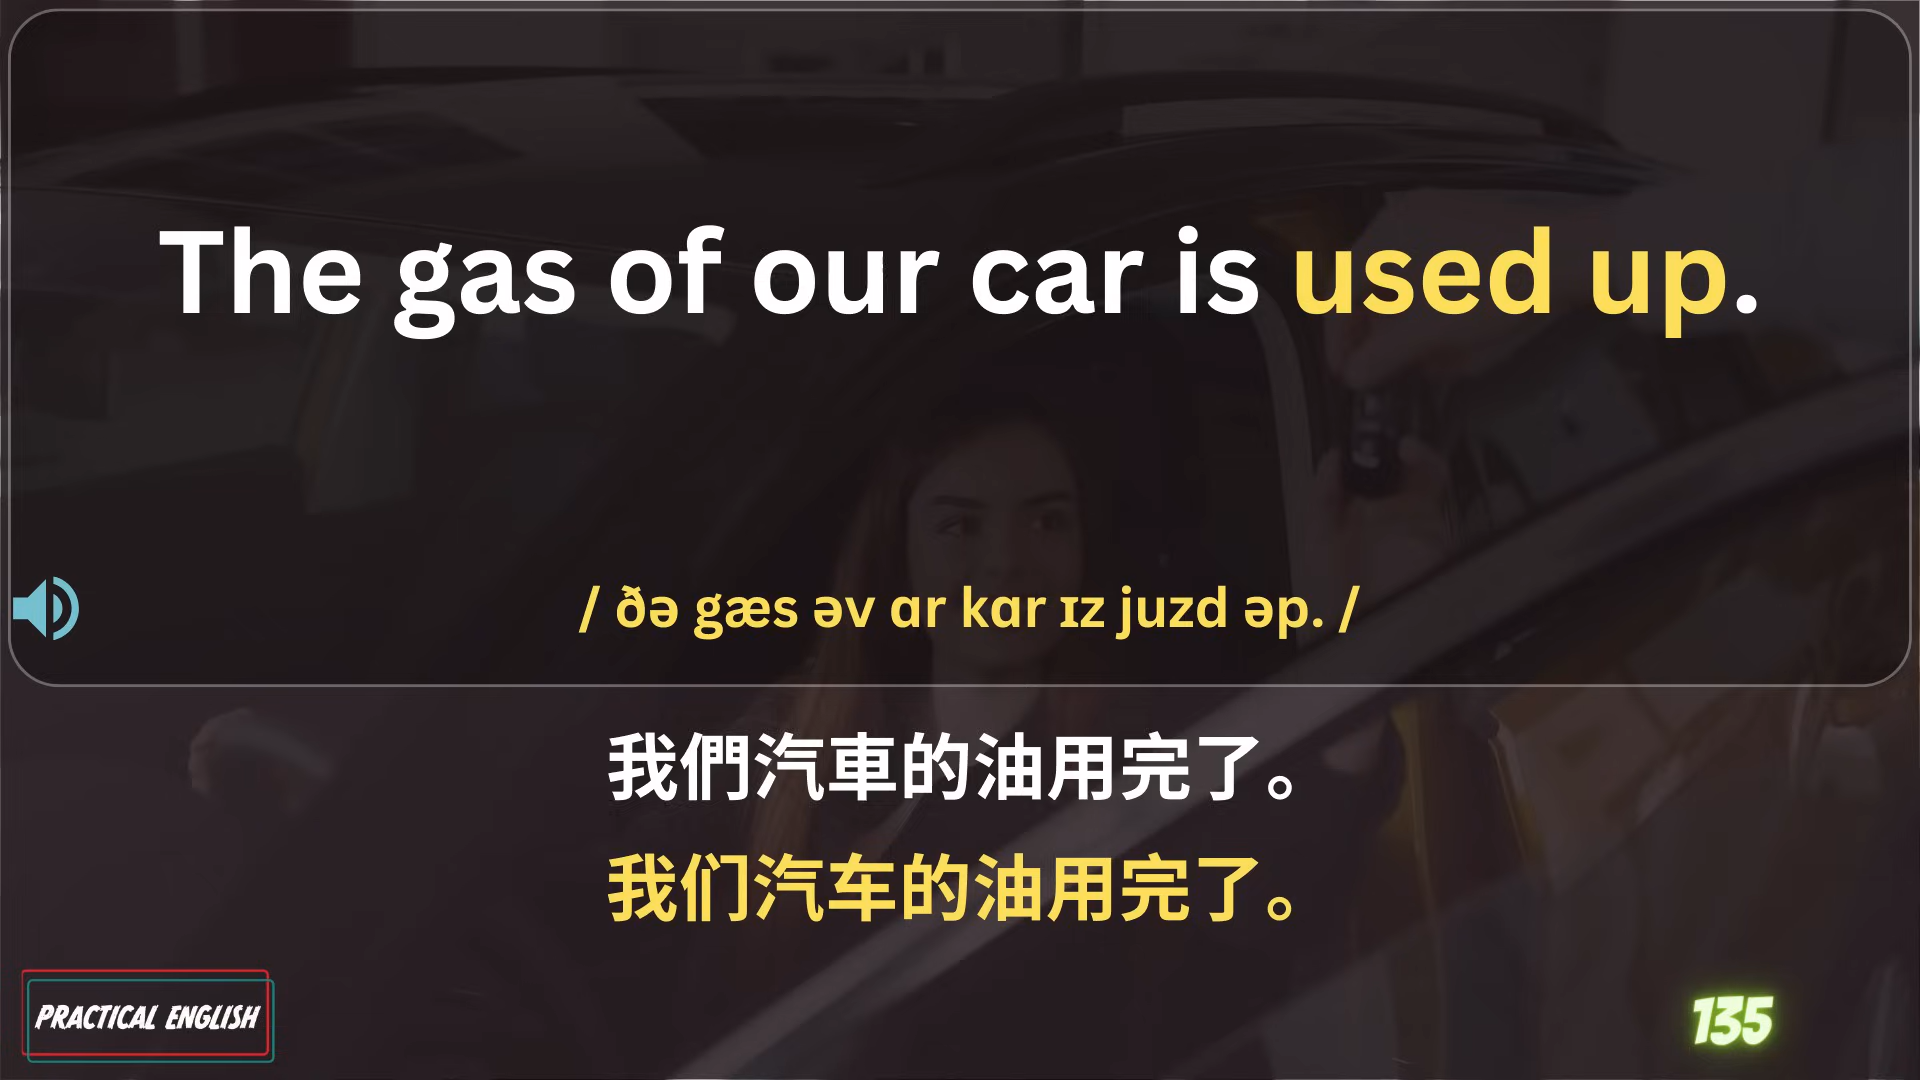 The gas of our car is used up.
/ ðə gæs əv ɑr kɑr ɪz juzd əp. /
我們汽車的油用完了。
我们汽车的油用完了。
PRACTICAL ENGLISH
135